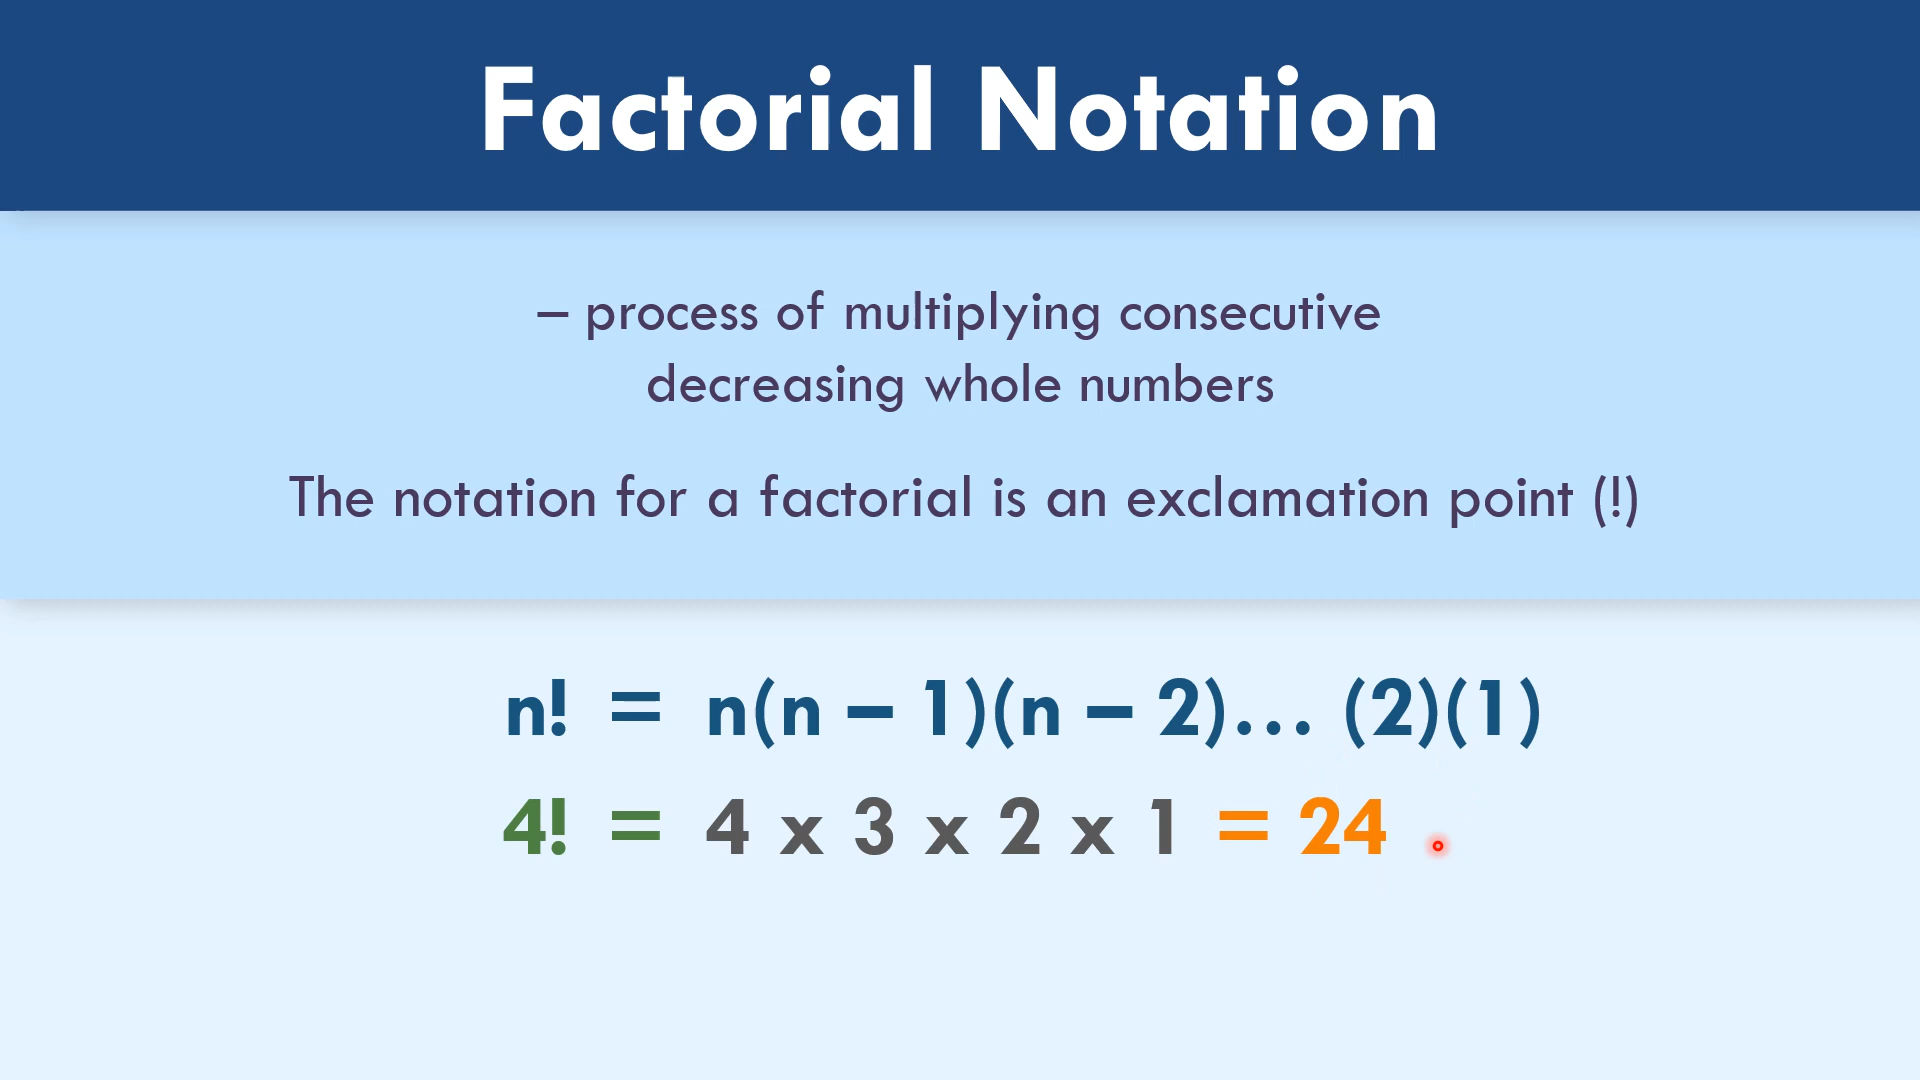 Factorial Notation
– process of multiplying consecutive
decreasing whole numbers
The notation for a factorial is an exclamation point (!)
n! = n(n – 1)(n – 2)... (2)(1)
4! = 4 x 3 x 2 x 1 = 24